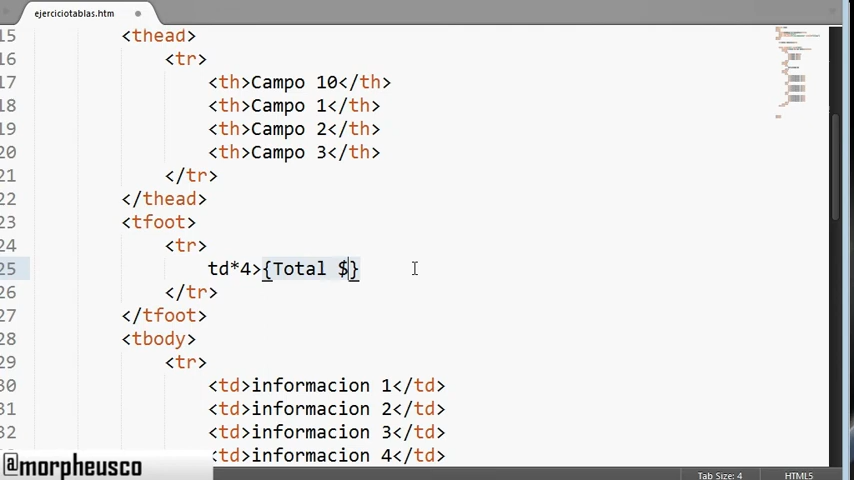 ejerciciotablas.htm
15 <thead>
16 <tr>
17 <th>Campo 10</th>
18 <th>Campo 1</th>
19 <th>Campo 2</th>
20 <th>Campo 3</th>
21 </tr>
22 </thead>
23 <tfoot>
24 <tr>
25 td*4>{Total $}
26 </tr>
27 </tfoot>
28 <tbody>
29 <tr>
30 <td>informacion 1</td>
31 <td>informacion 2</td>
32 <td>informacion 3</td>
<td>informacion 4</td>
@morpheusco
Tab Size: 4 HTML5